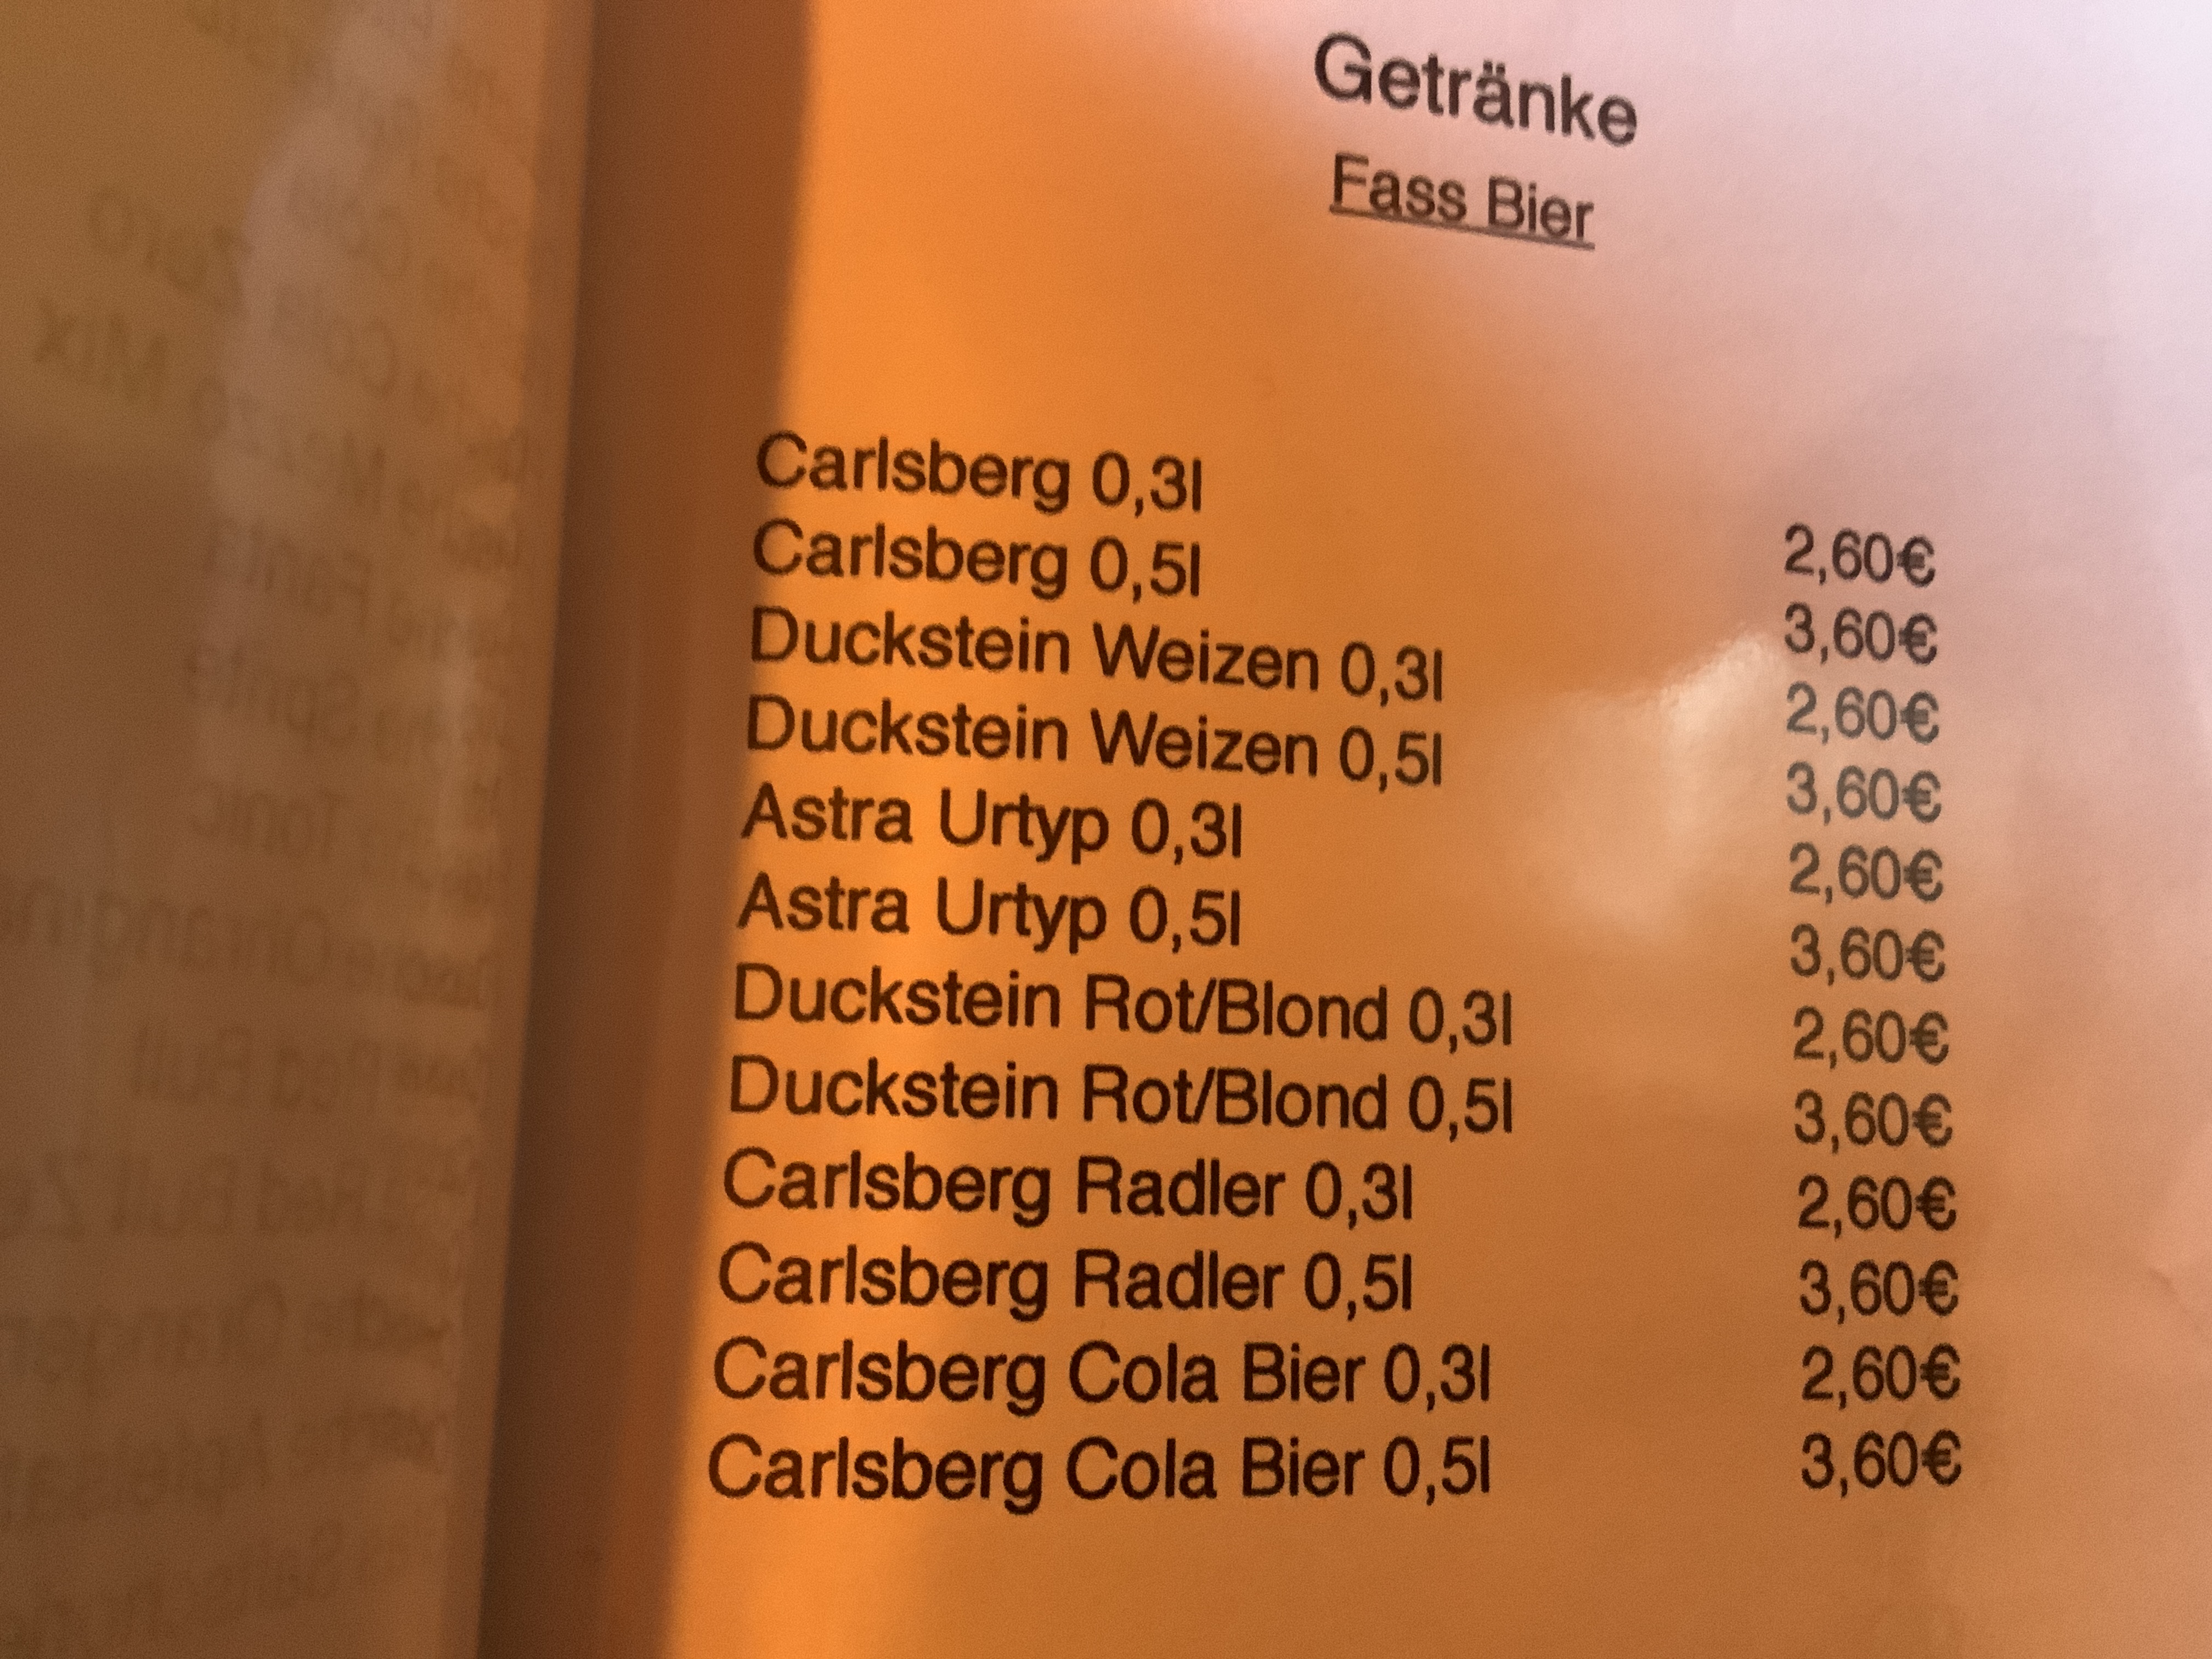 Getränke
Fass Bier
Carlsberg 0,3l 2,60€
Carlsberg 0,5l 3,60€
Duckstein Weizen 0,3l 2,60€
Duckstein Weizen 0,5l 3,60€
Astra Urtyp 0,3l 2,60€
Astra Urtyp 0,5l 3,60€
Duckstein Rot/Blond 0,3l 2,60€
Duckstein Rot/Blond 0,5l 3,60€
Carlsberg Radler 0,3l 2,60€
Carlsberg Radler 0,5l 3,60€
Carlsberg Cola Bier 0,3l 2,60€
Carlsberg Cola Bier 0,5l 3,60€